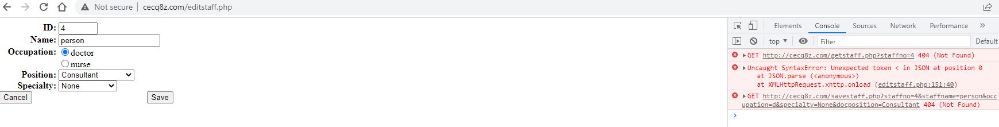 Not secure | cecq8z.com/editstaff.php
ID: 4
Name: person
Occupation: doctor
nurse
Position: Consultant
Specialty: None
Cancel Save
Elements Console Sources Network Performance »
top ▼ Filter Default
GET http://cecq8z.com/getstaff.php?staffno=4 404 (Not Found)
Uncaught SyntaxError: Unexpected token < in JSON at position 0
at JSON.parse (<anonymous>)
at XMLHttpRequest.xhttp.onload (editstaff.php:151:40)
GET http://cecq8z.com/savestaff.php?staffno=4&staffname=person&occ
upation=d&specialty=None&docposition=Consultant 404 (Not Found)
>